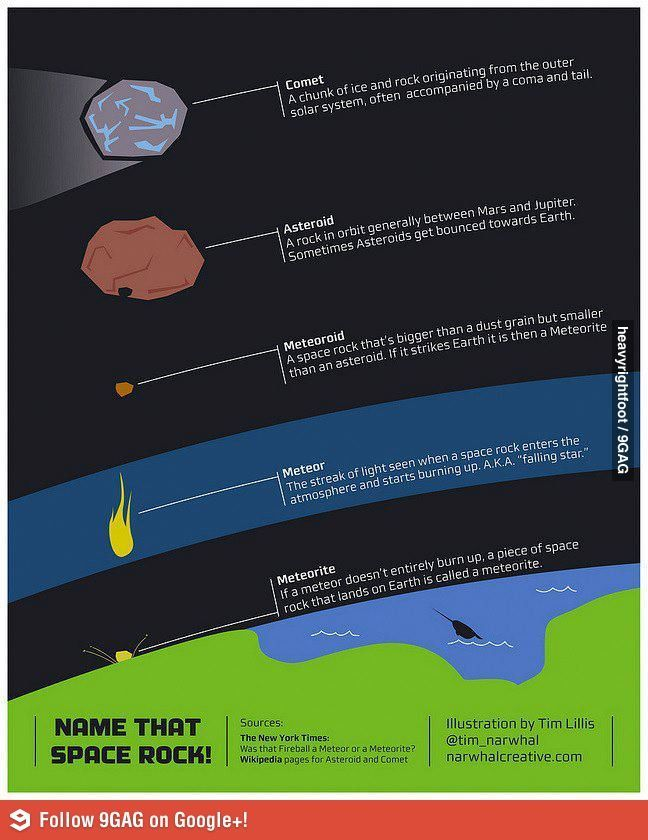 Comet
A chunk of ice and rock originating from the outer
solar system, often accompanied by a coma and tail.
Asteroid
A rock in orbit generally between Mars and Jupiter.
Sometimes Asteroids get bounced towards Earth.
Meteoroid
A space rock that's bigger than a dust grain but smaller
than an asteroid. If it strikes Earth it is then a Meteorite
heavyrightfoot / 9GAG
Meteor
The streak of light seen when a space rock enters the
atmosphere and starts burning up. A.K.A. "falling star."
Meteorite
If a meteor doesn't entirely burn up, a piece of space
rock that lands on Earth is called a meteorite.
NAME THAT
SPACE ROCK!
Sources:
The New York Times:
Was that Fireball a Meteor or a Meteorite?
Wikipedia pages for Asteroid and Comet
Illustration by Tim Lillis
@tim_narwhal
narwhalcreative.com
Follow 9GAG on Google+!